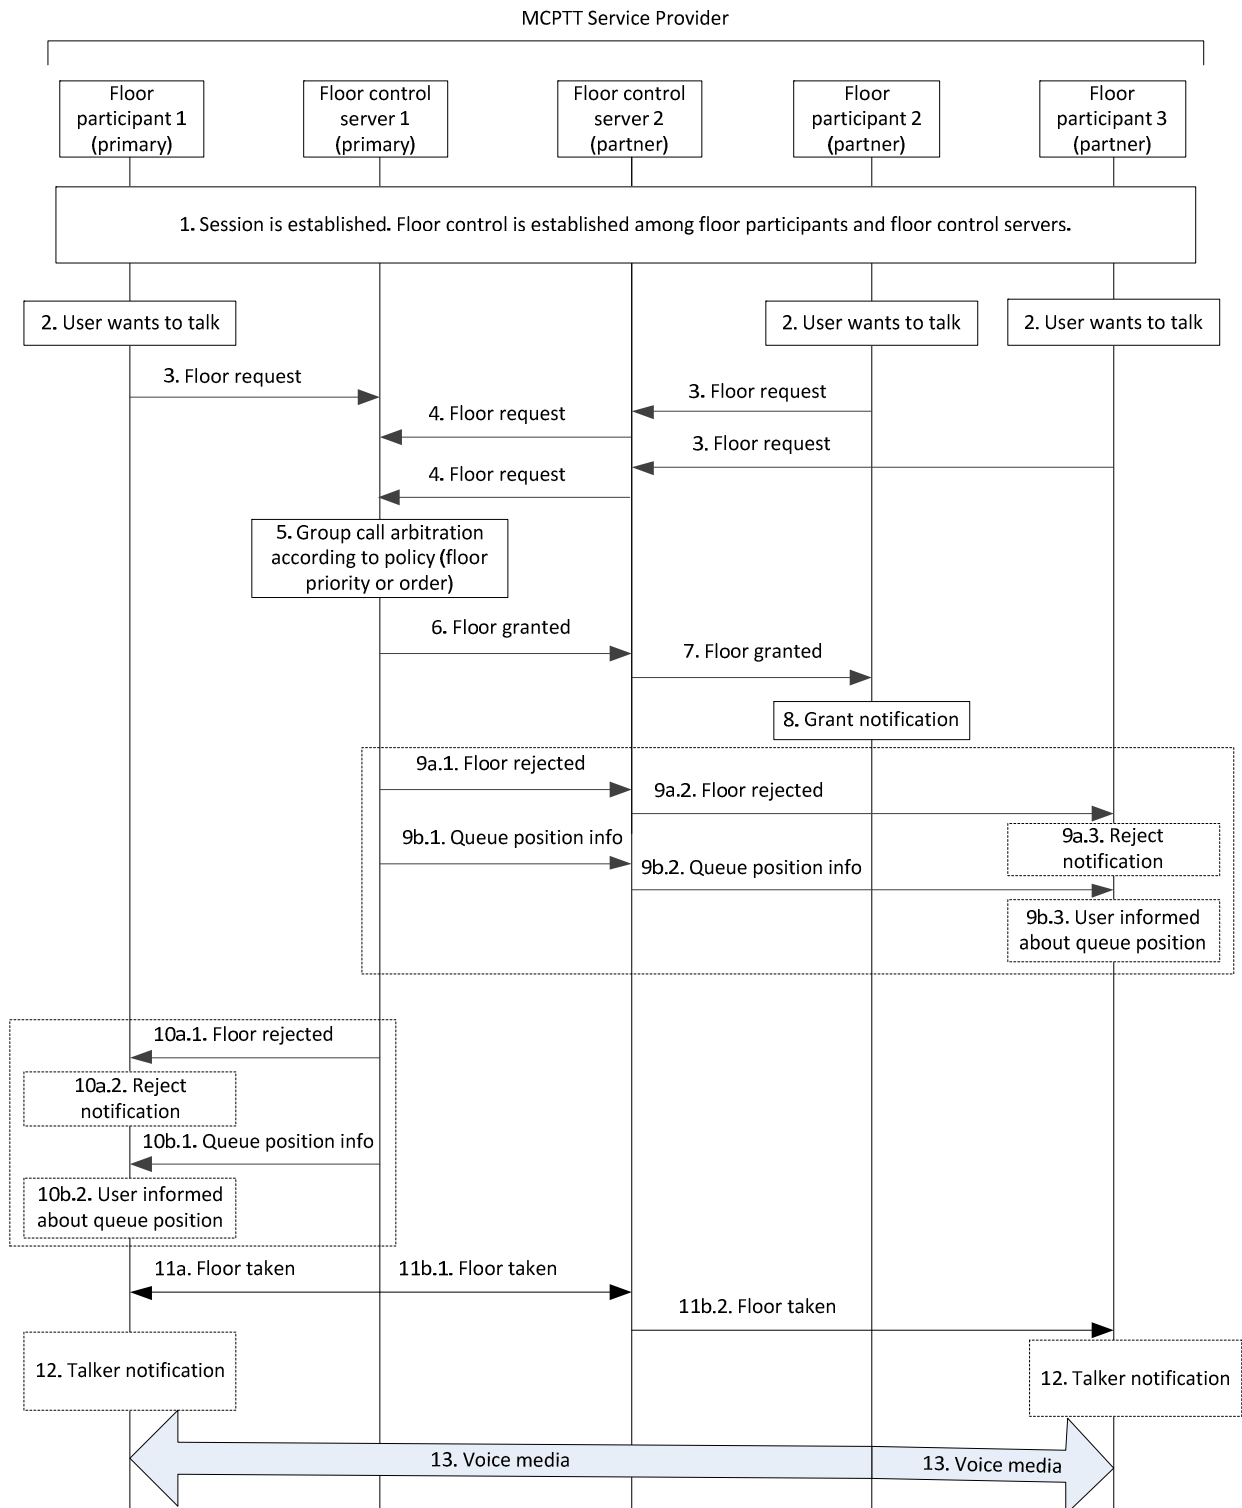 MCPTT Service Provider
Floor
participant 1
(primary)
Floor control
server 1
(primary)
Floor control
server 2
(partner)
Floor
participant 2
(partner)
Floor
participant 3
(partner)
1. Session is established. Floor control is established among floor participants and floor control servers.
2. User wants to talk
2. User wants to talk
2. User wants to talk
3. Floor request
3. Floor request
4. Floor request
3. Floor request
4. Floor request
5. Group call arbitration
according to policy (floor
priority or order)
6. Floor granted
7. Floor granted
8. Grant notification
9a.1. Floor rejected
9a.2. Floor rejected
9a.3. Reject
notification
9b.1. Queue position info
9b.2. Queue position info
9b.3. User informed
about queue position
10a.1. Floor rejected
10a.2. Reject
notification
10b.1. Queue position info
10b.2. User informed
about queue position
11a. Floor taken
11b.1. Floor taken
11b.2. Floor taken
12. Talker notification
12. Talker notification
13. Voice media
13. Voice media